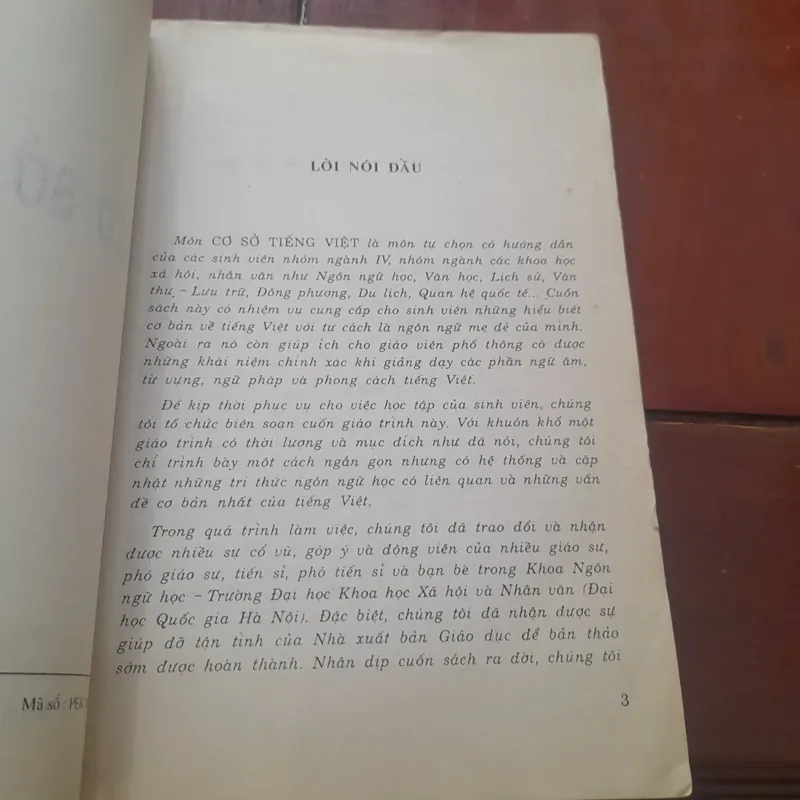 LỜI NÓI ĐẦU
Môn CƠ SỞ TIẾNG VIỆT là môn tự chọn có hướng dẫn
của các sinh viên nhóm ngành IV, nhóm ngành các khoa học
xã hội, nhân văn như Ngôn ngữ học, Văn học, Lịch sử, Văn
thư - Lưu trữ, Đông phương, Du lịch, Quan hệ quốc tế... Cuốn
sách này có nhiệm vụ cung cấp cho sinh viên những hiểu biết
cơ bản về tiếng Việt với tư cách là ngôn ngữ mẹ đẻ của mình.
Ngoài ra nó còn giúp ích cho giáo viên phổ thông có được
những khái niệm chính xác khi giảng dạy các phần ngữ âm,
từ vựng, ngữ pháp và phong cách tiếng Việt.
Để kịp thời phục vụ cho việc học tập của sinh viên, chúng
tôi tổ chức biên soạn cuốn giáo trình này. Với khuôn khổ một
giáo trình có thời lượng và mục đích như đã nói, chúng tôi
chỉ trình bày một cách ngắn gọn nhưng có hệ thống và cập
nhật những tri thức ngôn ngữ học có liên quan và những vấn
đề cơ bản nhất của tiếng Việt.
Trong quá trình làm việc, chúng tôi đã trao đổi và nhận
được nhiều sự cổ vũ, góp ý và động viên của nhiều giáo sư,
phó giáo sư, tiến sĩ, phó tiến sĩ và bạn bè trong Khoa Ngôn
ngữ học - Trường Đại học Khoa học Xã hội và Nhân văn (Đại
học Quốc gia Hà Nội). Đặc biệt, chúng tôi đã nhận được sự
giúp đỡ tận tình của Nhà xuất bản Giáo dục để bản thảo
sớm được hoàn thành. Nhân dịp cuốn sách ra đời, chúng tôi
Mã số :
3